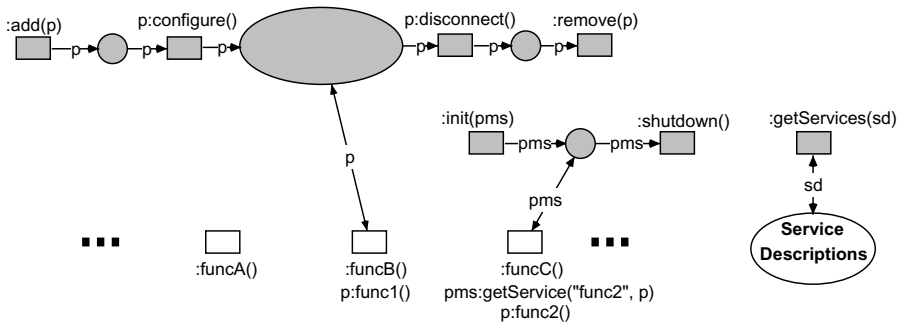 :add(p)
p:configure()
p:disconnect()
:remove(p)
p
p
p
p
p
p
p
:init(pms)
:shutdown()
:getServices(sd)
pms
pms
pms
sd
Service
Descriptions
:funcA()
:funcB()
p:func1()
:funcC()
pms:getService("func2", p)
p:func2()